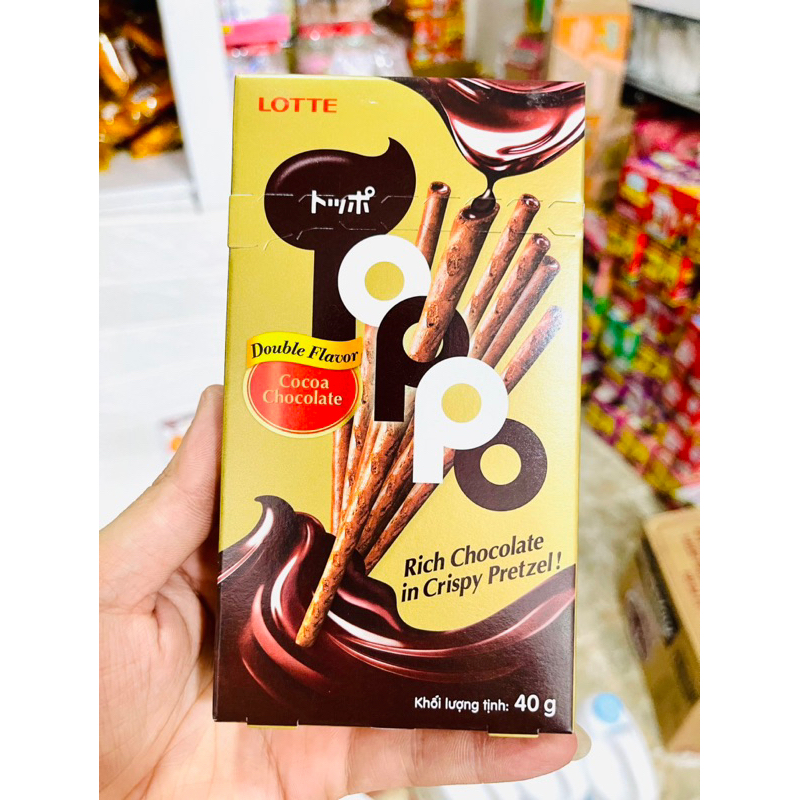 LOTTE
トッポ
Toppo
Double Flavor
Cocoa
Chocolate
Rich Chocolate
in Crispy Pretzel!
Khối lượng tịnh: 40 g